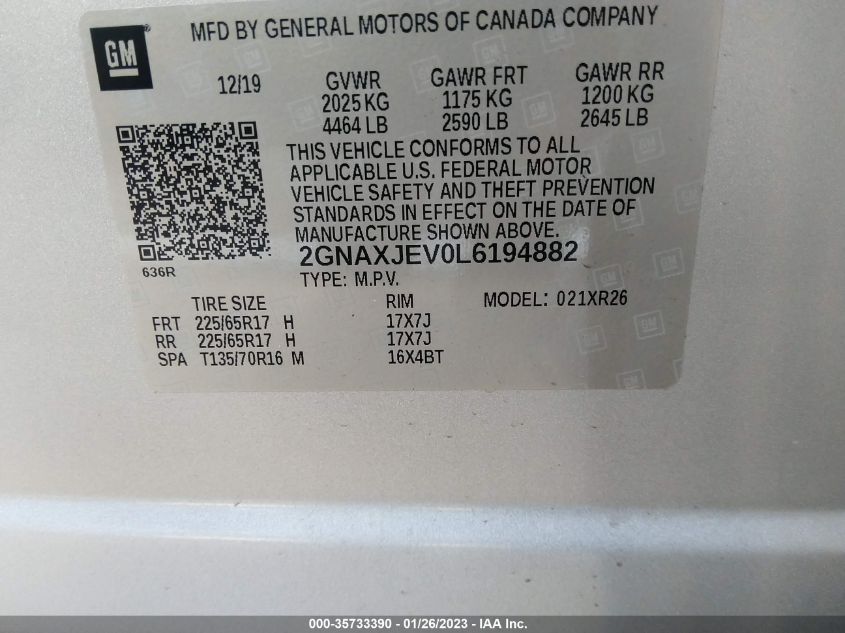 GM
MFD BY GENERAL MOTORS OF CANADA COMPANY
12/19 GVWR GAWR FRT GAWR RR
2025 KG 1175 KG 1200 KG
4464 LB 2590 LB 2645 LB
THIS VEHICLE CONFORMS TO ALL
APPLICABLE U.S. FEDERAL MOTOR
VEHICLE SAFETY AND THEFT PREVENTION
STANDARDS IN EFFECT ON THE DATE OF
MANUFACTURE SHOWN ABOVE.
636R
2GNAXJEV0L6194882
TYPE: M.P.V.
TIRE SIZE RIM MODEL: 021XR26
FRT 225/65R17 H 17X7J
RR 225/65R17 H 17X7J
SPA T135/70R16 M 16X4BT
000-35733390 - 01/26/2023 - IAA Inc.